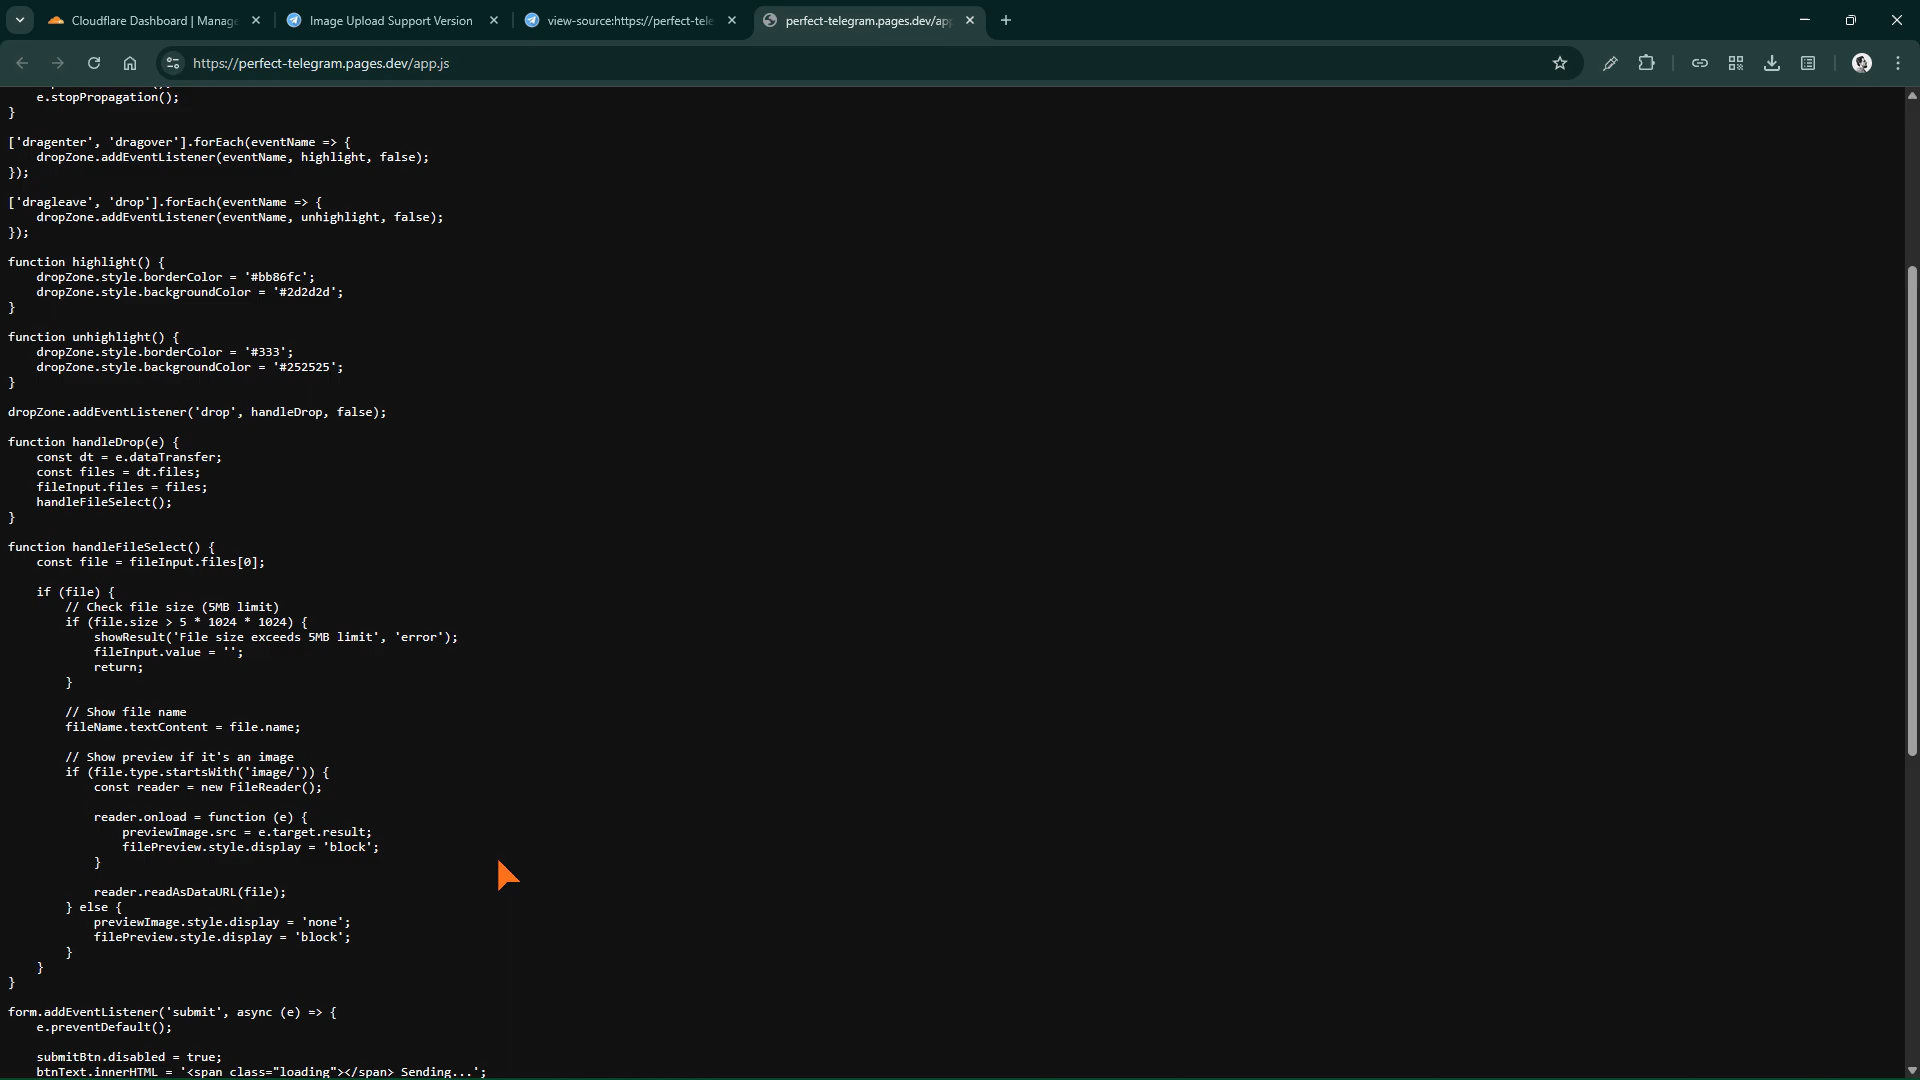 Cloudflare Dashboard | Manage
Image Upload Support Version
view-source:https://perfect-tele
perfect-telegram.pages.dev/app
https://perfect-telegram.pages.dev/app.js
    e.stopPropagation();
}
['dragenter', 'dragover'].forEach(eventName => {
    dropZone.addEventListener(eventName, highlight, false);
});
['dragleave', 'drop'].forEach(eventName => {
    dropZone.addEventListener(eventName, unhighlight, false);
});
function highlight() {
    dropZone.style.borderColor = '#bb86fc';
    dropZone.style.backgroundColor = '#2d2d2d';
}
function unhighlight() {
    dropZone.style.borderColor = '#333';
    dropZone.style.backgroundColor = '#252525';
}
dropZone.addEventListener('drop', handleDrop, false);
function handleDrop(e) {
    const dt = e.dataTransfer;
    const files = dt.files;
    fileInput.files = files;
    handleFileSelect();
}
function handleFileSelect() {
    const file = fileInput.files[0];
    if (file) {
        // Check file size (5MB limit)
        if (file.size > 5 * 1024 * 1024) {
            showResult('File size exceeds 5MB limit', 'error');
            fileInput.value = '';
            return;
        }
        // Show file name
        fileName.textContent = file.name;
        // Show preview if it's an image
        if (file.type.startsWith('image/')) {
            const reader = new FileReader();
            reader.onload = function (e) {
                previewImage.src = e.target.result;
                filePreview.style.display = 'block';
            }
            reader.readAsDataURL(file);
        } else {
            previewImage.style.display = 'none';
            filePreview.style.display = 'block';
        }
    }
}
form.addEventListener('submit', async (e) => {
    e.preventDefault();
    submitBtn.disabled = true;
    btnText.innerHTML = '<span class="loading"></span> Sending...';